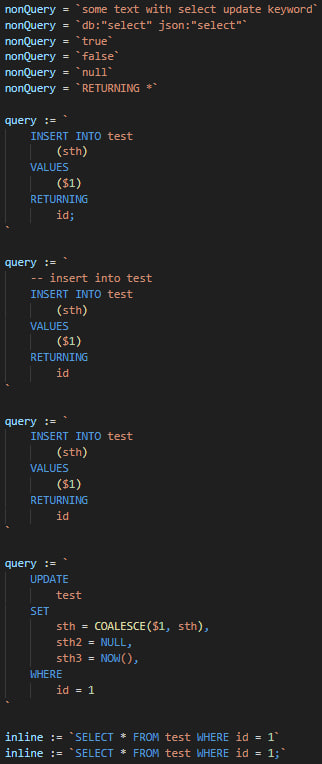 nonQuery = `some text with select update keyword`
nonQuery = `db:"select" json:"select"`
nonQuery = `true`
nonQuery = `false`
nonQuery = `null`
nonQuery = `RETURNING *`
query := `
INSERT INTO test
(sth)
VALUES
($1)
RETURNING
id;
`
query := `
-- insert into test
INSERT INTO test
(sth)
VALUES
($1)
RETURNING
id
`
query := `
INSERT INTO test
(sth)
VALUES
($1)
RETURNING
id
`
query := `
UPDATE
test
SET
sth = COALESCE($1, sth),
sth2 = NULL,
sth3 = NOW(),
WHERE
id = 1
`
inline := `SELECT * FROM test WHERE id = 1`
inline := `SELECT * FROM test WHERE id = 1;`